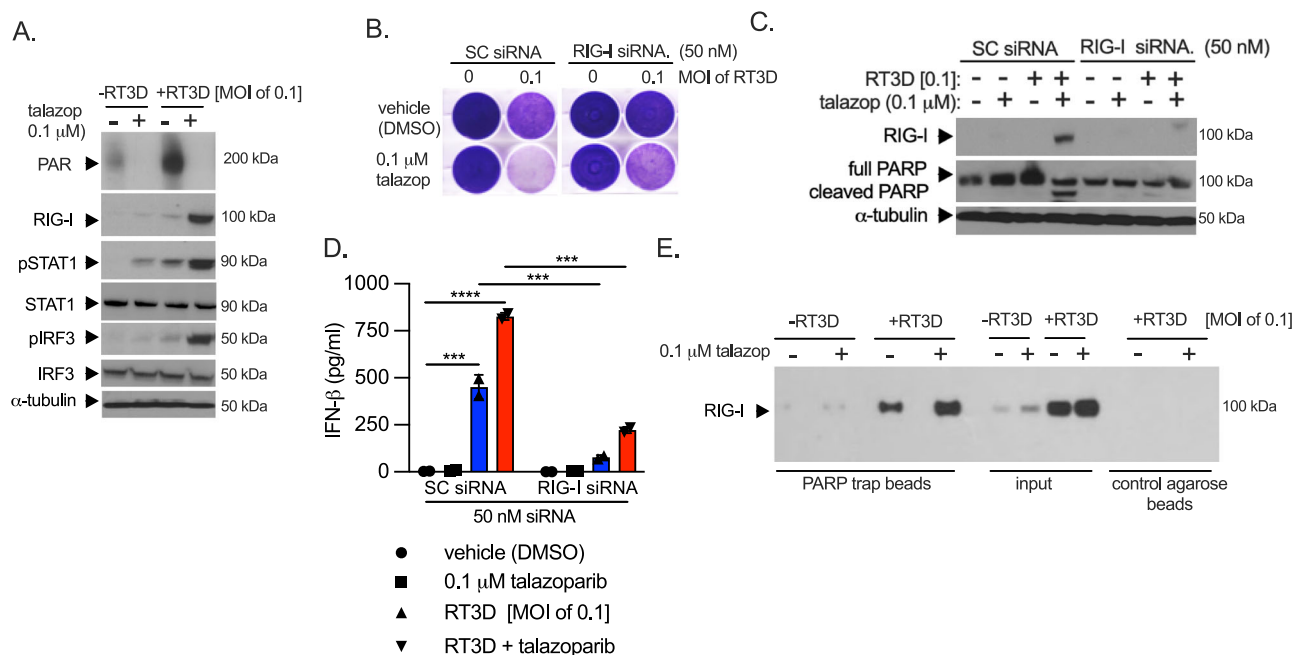 A.
-RT3D +RT3D [MOI of 0.1]
talazop
0.1 µM)
- + - +
PAR
200 kDa
RIG-I
100 kDa
pSTAT1
90 kDa
STAT1
90 kDa
pIRF3
50 kDa
IRF3
50 kDa
α-tubulin
50 kDa
B.
SC siRNA RIG-I siRNA. (50 nM)
0 0.1 0 0.1 MOI of RT3D
vehicle
(DMSO)
0.1 µM
talazop
C.
SC siRNA RIG-I siRNA. (50 nM)
RT3D [0.1]: - - + + - - + +
talazop (0.1 µM): - + - + - + - +
RIG-I
100 kDa
full PARP
100 kDa
cleaved PARP
α-tubulin
50 kDa
D.
IFN-β (pg/ml)
1000
750
500
250
0
***
****
***
***
SC siRNA RIG-I siRNA
50 nM siRNA
vehicle (DMSO)
0.1 µM talazoparib
RT3D [MOI of 0.1]
RT3D + talazoparib
E.
-RT3D +RT3D -RT3D +RT3D +RT3D [MOI of 0.1]
0.1 µM talazop - + - + - + - + - +
RIG-I
100 kDa
PARP trap beads input control agarose
beads